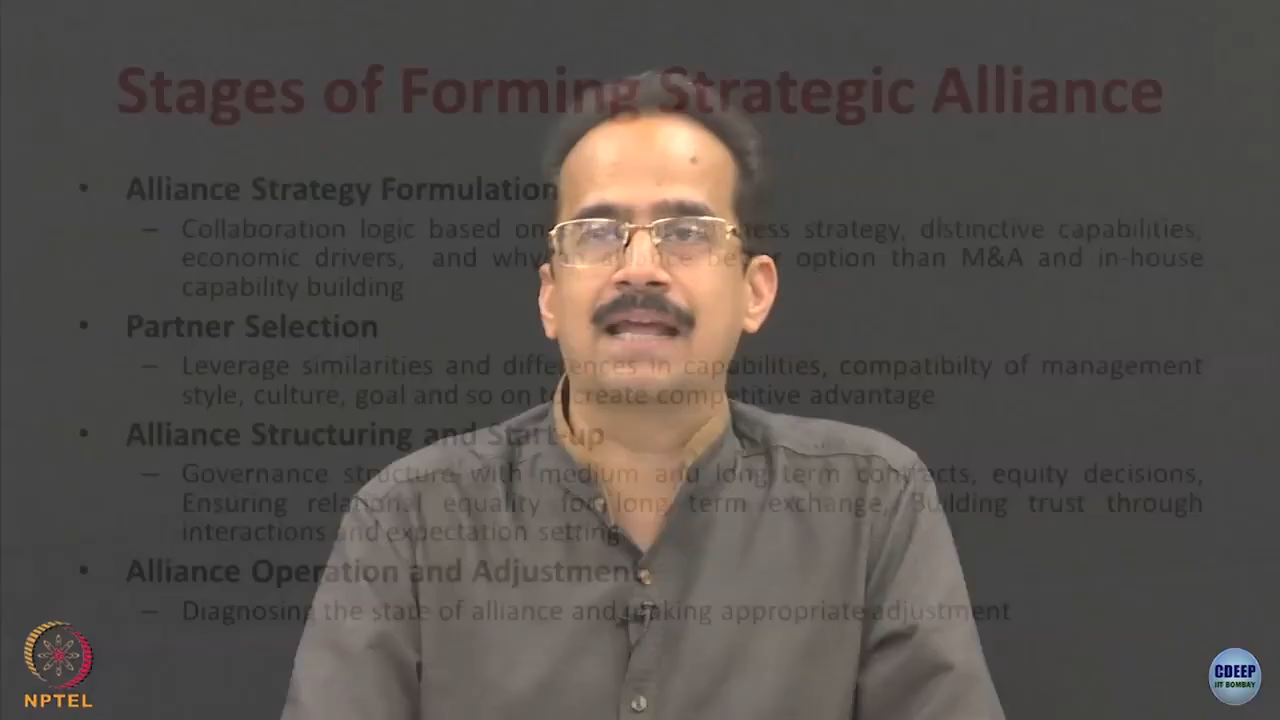 Stages of Forming Strategic Alliance
• Alliance Strategy Formulation
– Collaboration logic based on strategy, distinctive capabilities,
economic drivers, and why option than M&A and in-house
capability building
• Partner Selection
– Leverage similarities and differences in capabilities, compatibilty of management
style, culture, goal and so on to create competitive advantage
• Alliance Structuring and Start-up
– Governance structure with medium and long term contracts, equity decisions,
Ensuring relational equality for long term exchange, Building trust through
interactions and expectation setting
• Alliance Operation and Adjustment
– Diagnosing the state of alliance and making appropriate adjustment
NPTEL
CDEEP
IIT BOMBAY